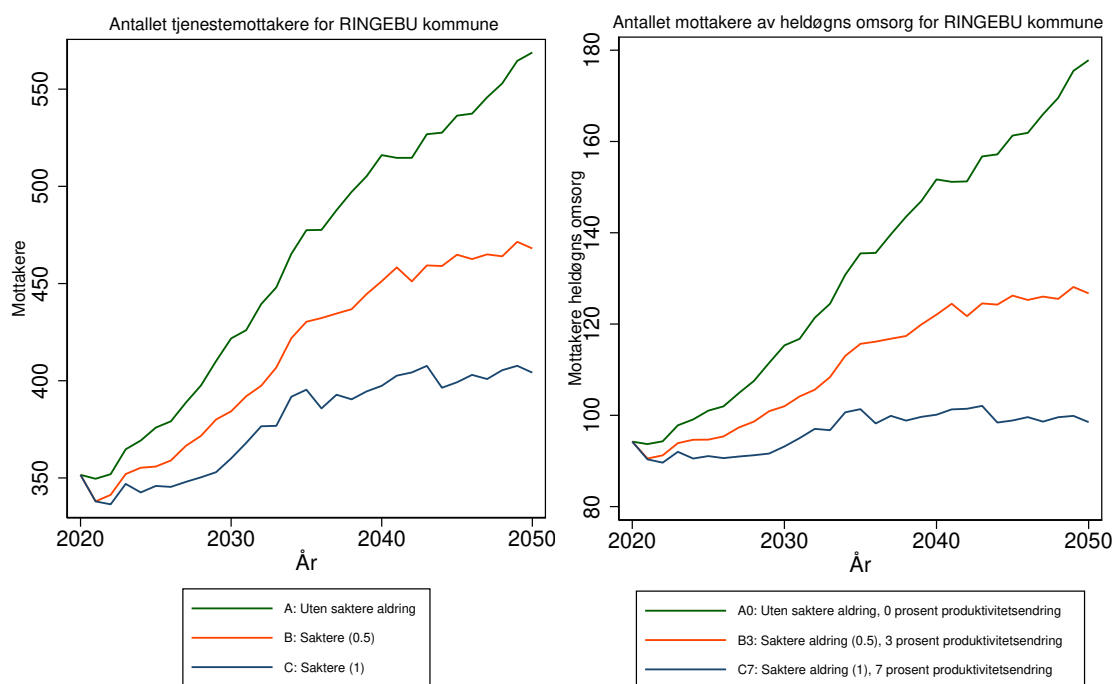 Antallet tjenestemottakere for RINGEBU kommune
Mottakere
550
500
450
400
350
2020
2030
2040
2050
År
A: Uten saktere aldring
B: Saktere (0.5)
C: Saktere (1)
Antallet mottakere av heldøgns omsorg for RINGEBU kommune
Mottakere heldøgns omsorg
180
160
140
120
100
80
2020
2030
2040
2050
År
A0: Uten saktere aldring, 0 prosent produktivitetsendring
B3: Saktere aldring (0.5), 3 prosent produktivitetsendring
C7: Saktere aldring (1), 7 prosent produktivitetsendring